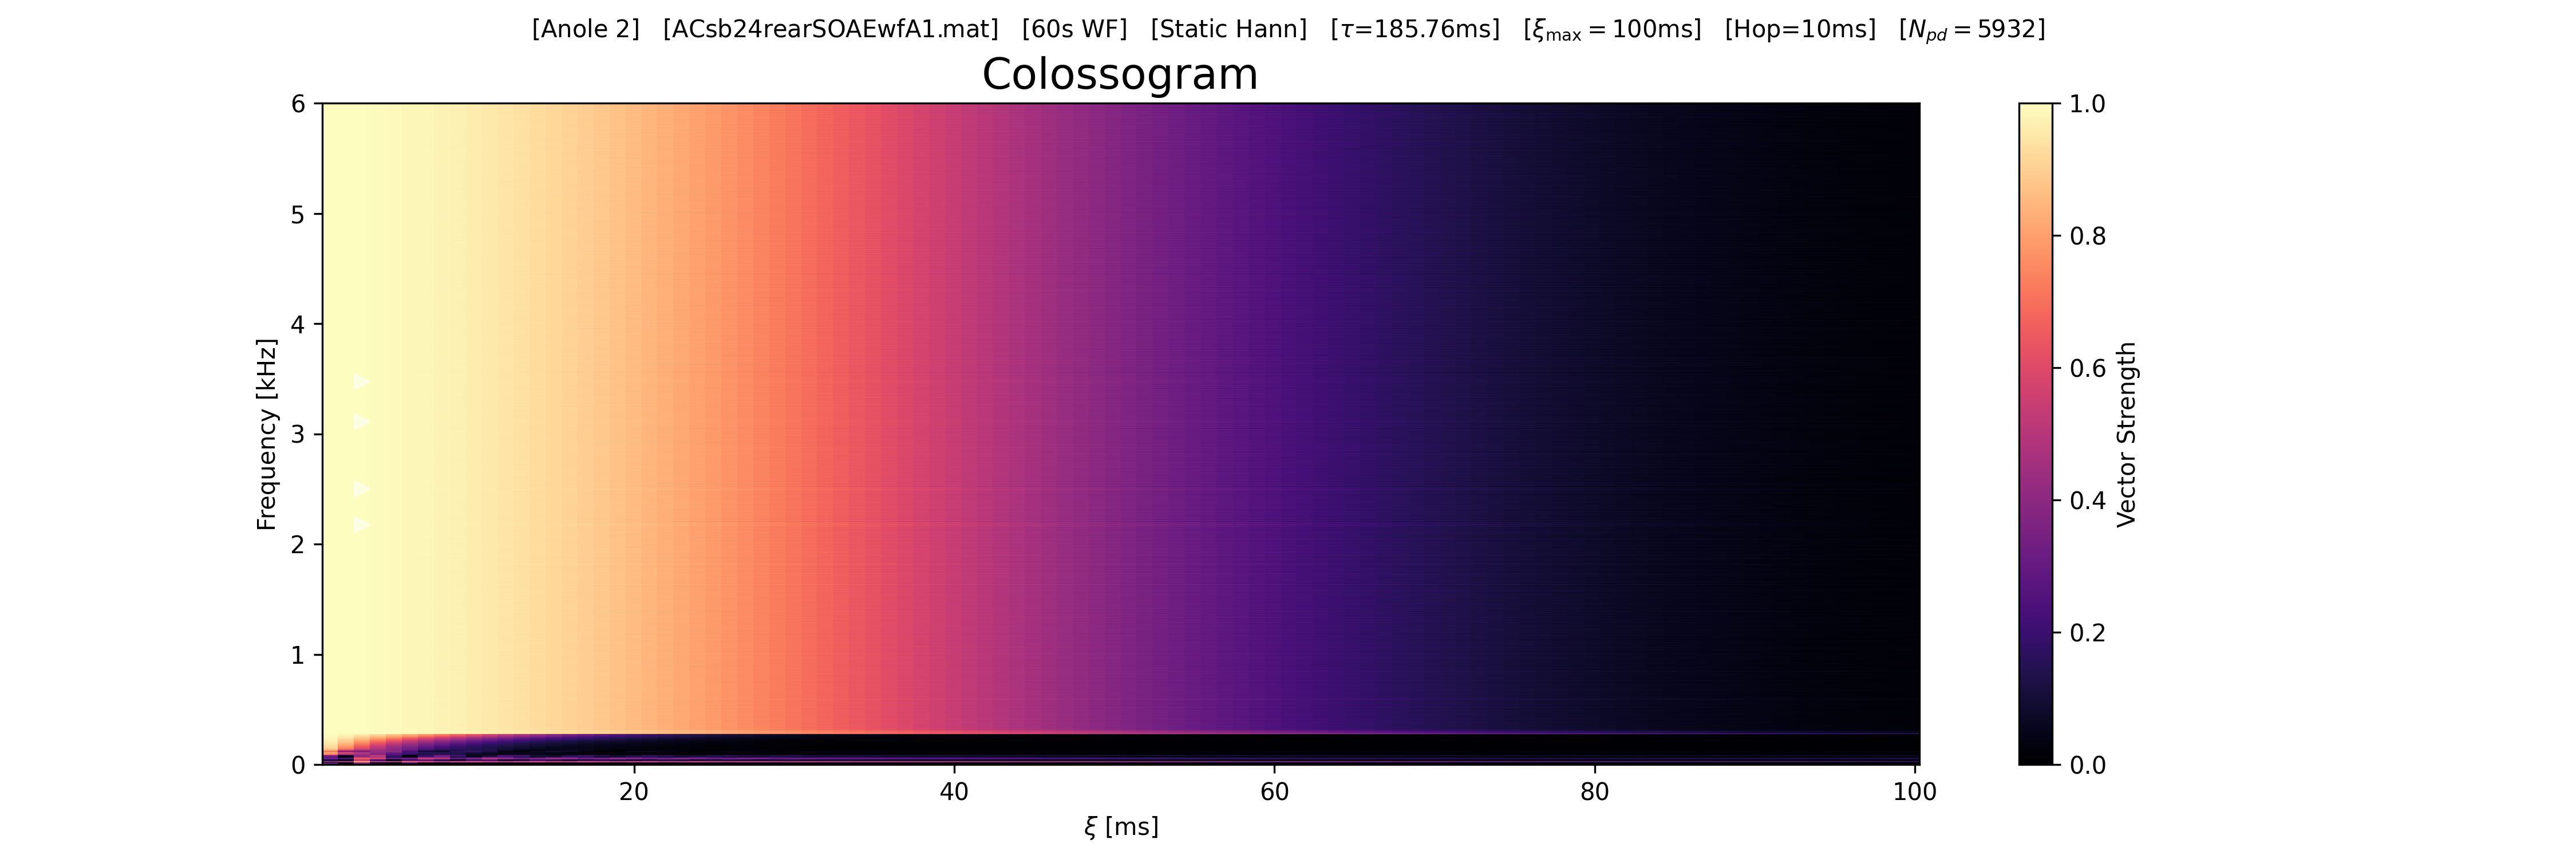 [Anole 2] [ACsb24rearSOAEwfA1.mat] [60s WF] [Static Hann] [τ=185.76ms] [ξmax = 100ms] [Hop=10ms] [Npd = 5932]
Colossogram
6
5
4
3
2
1
0
Frequency [kHz]
20 40 60 80 100
ξ [ms]
1.0
0.8
0.6
0.4
0.2
0.0
Vector Strength